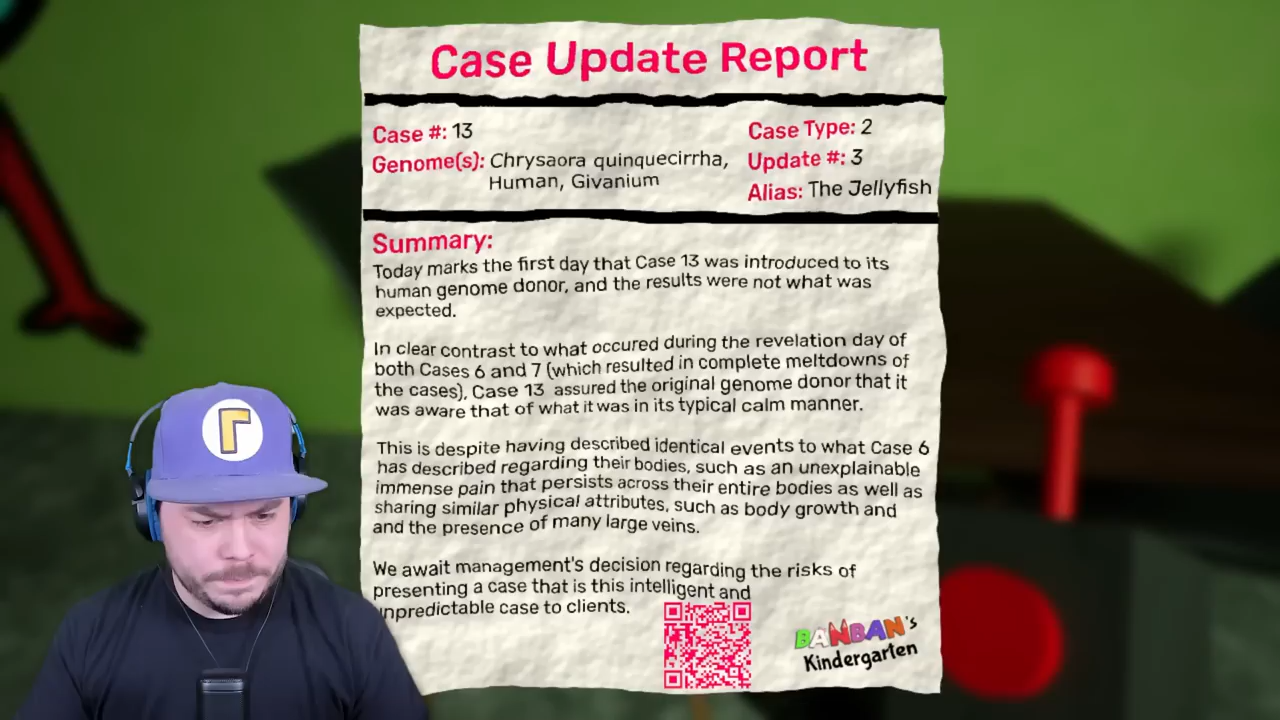 Case Update Report
Case #: 13
Case Type: 2
Genome(s): Chrysaora quinquecirrha,
Human, Givanium
Update #: 3
Alias: The Jellyfish
Summary:
Today marks the first day that Case 13 was introduced to its
human genome donor, and the results were not what was
expected.
In clear contrast to what occured during the revelation day of
both Cases 6 and 7 (which resulted in complete meltdowns of
the cases), Case 13 assured the original genome donor that it
was aware that of what it was in its typical calm manner.
This is despite having described identical events to what Case 6
has described regarding their bodies, such as an unexplainable
immense pain that persists across their entire bodies as well as
sharing similar physical attributes, such as body growth and
and the presence of many large veins.
We await management's decision regarding the risks of
presenting a case that is this intelligent and
unpredictable case to clients.
BANBAN's
Kindergarten